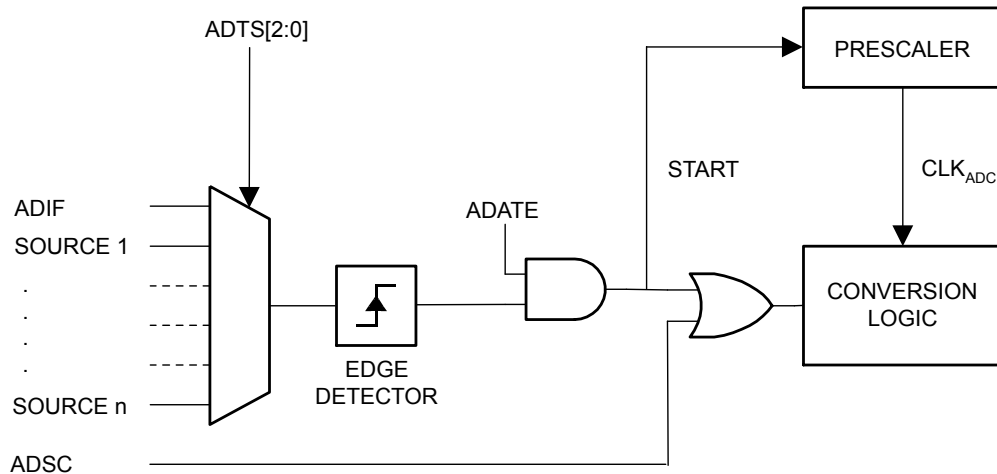 ADTS[2:0]
PRESCALER
START
CLKADC
ADIF
ADATE
SOURCE 1
.
.
.
.
CONVERSION
LOGIC
EDGE
DETECTOR
SOURCE n
ADSC